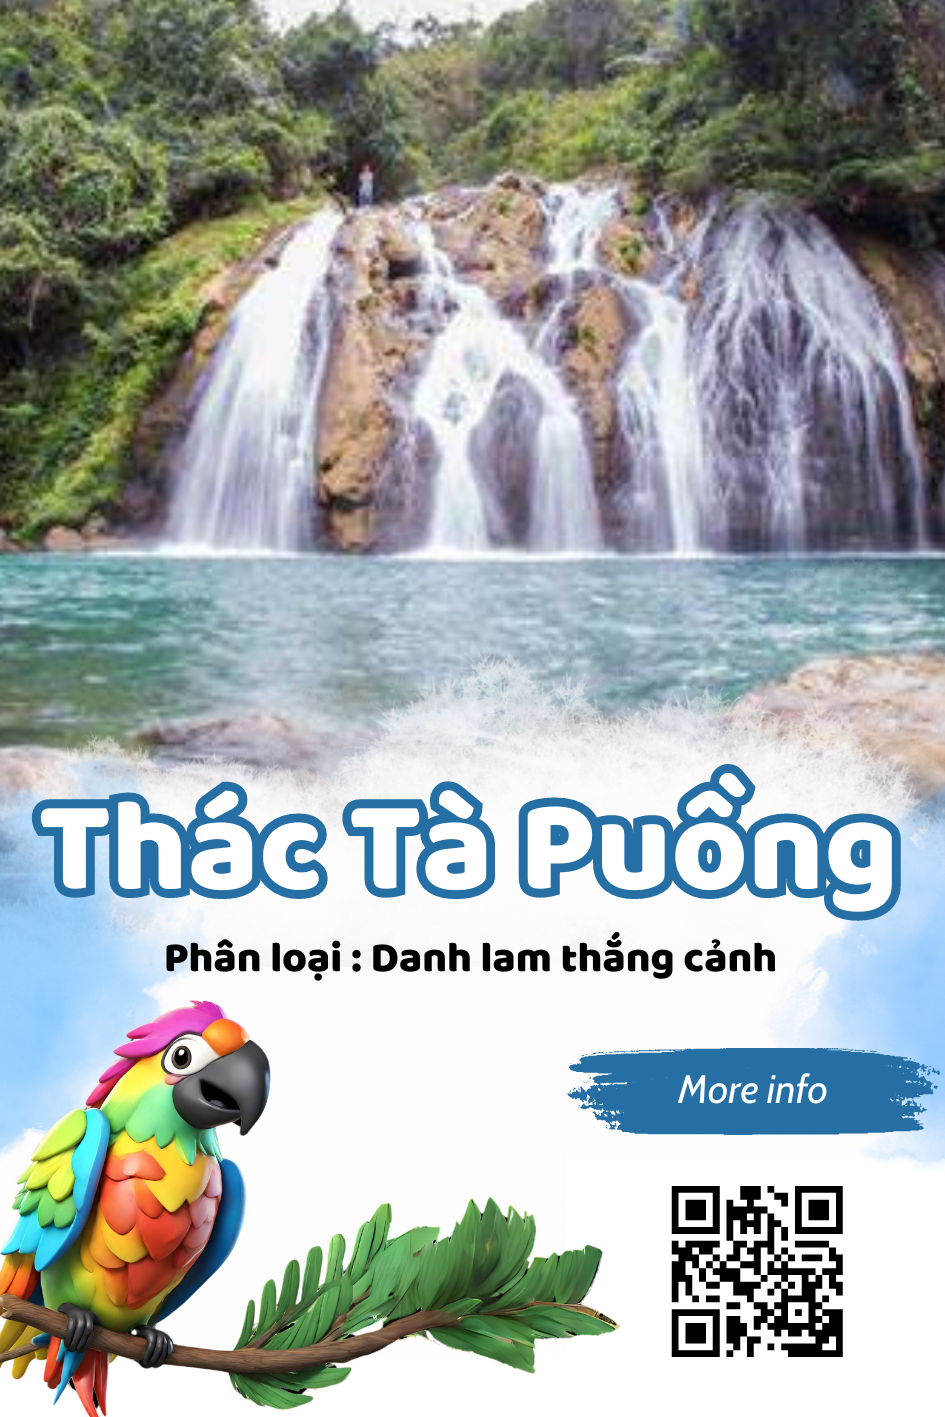 Thác Tà Puồng
Phân loại : Danh lam thắng cảnh
More info